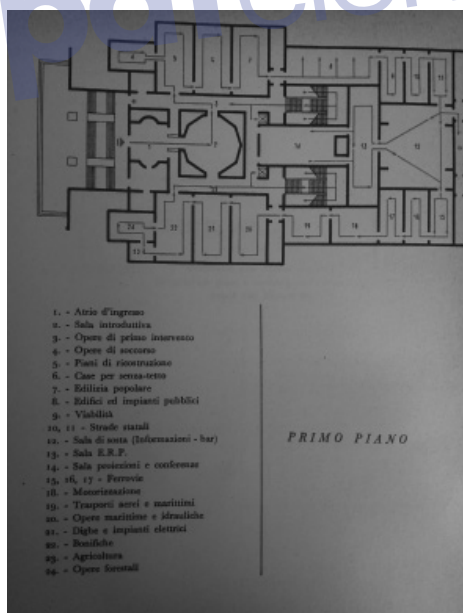 1. - Atrio d'ingresso
2. - Sala introduttiva
3. - Opere di primo intervento
4. - Opere di soccorso
5. - Piani di ricostruzione
6. - Case per senza-tetto
7. - Edilizia popolare
8. - Edifici ed impianti pubblici
9. - Viabilità
10, 11 - Strade statali
12. - Sala di sosta (Informazioni - bar)
13. - Sala E.R.P.
14. - Sala proiezioni e conferenze
15, 16, 17 - Ferrovie
18. - Motorizzazione
19. - Trasporti aerei e marittimi
20. - Opere marittime e idrauliche
21. - Dighe e impianti elettrici
22. - Bonifiche
23. - Agricoltura
24. - Opere forestali
PRIMO PIANO